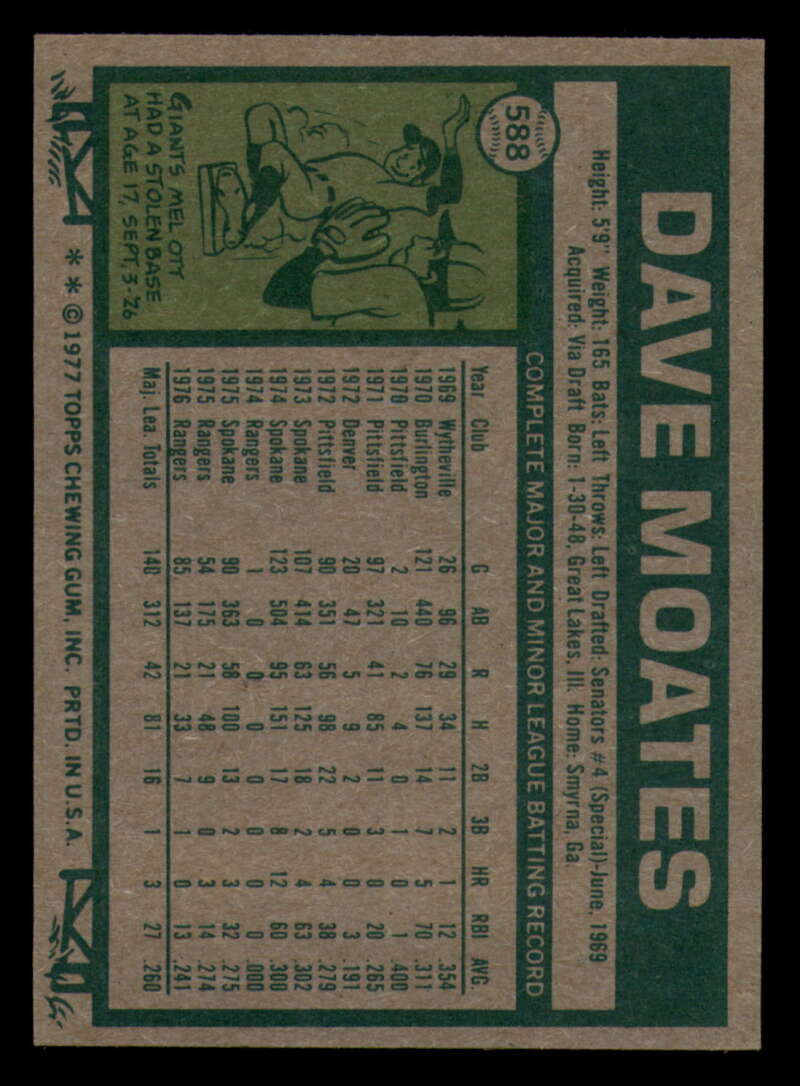 588
DAVE MOATES
Height: 5'9" Weight: 165 Bats: Left Throws: Left Drafted: Senators #4 (Special)-June, 1969
Acquired: Via Draft Born: 1-30-48, Great Lakes, Ill. Home: Smyrna, Ga.
COMPLETE MAJOR AND MINOR LEAGUE BATTING RECORD
Year Club G AB R H 2B 3B HR RBI AVG.
1969 Wytheville 26 96 29 34 11 2 1 12 .354
1970 Burlington 121 440 76 137 14 7 5 70 .311
1970 Pittsfield 2 10 2 4 0 1 0 1 .400
1971 Pittsfield 97 321 41 85 11 3 0 20 .265
1972 Denver 20 47 5 9 2 0 0 3 .191
1972 Pittsfield 90 351 56 98 22 5 4 38 .279
1973 Spokane 107 414 63 125 18 2 4 63 .302
1974 Spokane 123 504 95 151 17 8 12 60 .300
1974 Rangers 1 0 0 0 0 0 0 0 .000
1975 Spokane 90 363 58 100 13 2 3 32 .275
1975 Rangers 54 175 21 48 9 0 3 14 .274
1976 Rangers 85 137 21 33 7 1 0 13 .241
Maj. Lea. Totals 140 312 42 81 16 1 3 27 .260
GIANTS MEL OTT
HAD A STOLEN BASE
AT AGE 17, SEPT. 3-'26
* * © 1977 TOPPS CHEWING GUM, INC. PRTD. IN U.S.A.